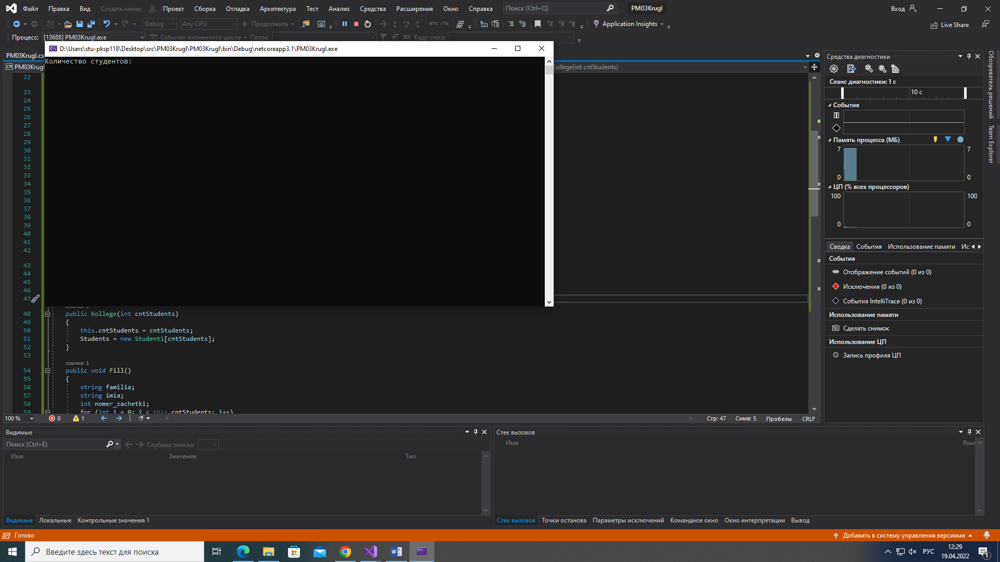 Файл Правка Вид Создать меню Проект Сборка Отладка Архитектура Тест Анализ Средства Расширения Окно Справка Поиск (Ctrl+Q) PM03Krugl Вход
Debug Any CPU Продолжить Application Insights Live Share
Процесс: [13688] PM03Krugl.exe События жизненного цикла Поток: Кадр стека:
D:\Users\stu-pksp118\Desktop\src\PM03Krugl\PM03Krugl\bin\Debug\netcoreapp3.1\PM03Krugl.exe
Количество студентов:
PM03Krugl.cs
PM03Krugl
Kollege(int cntStudents)
22
23
24
25
26
27
28
29
30
31
32
33
34
35
36
37
38
39
40
41
42
43
44
45
46
47
ссылка: 1
48 public Kollege(int cntStudents)
49 {
50 this.cntStudents = cntStudents;
51 Students = new Student1[cntStudents];
52 }
53
ссылка: 1
54 public void Fill()
55 {
56 string familia;
57 string imia;
58 int nomer_zachetki;
59 for (int i = 0; i < this.cntStudents; i++)
100 % 0 1 Стр: 47 Симв: 5 Пробелы CRLF
Средства диагностики
Сеанс диагностики: 1 с
10 с
События
Память процесса (МБ)
7 7
0 0
ЦП (% всех процессоров)
100 100
0 0
Сводка События Использование памяти Ис
События
Отображение событий (0 из 0)
Исключения (0 из 0)
События IntelliTrace (0 из 0)
Использование памяти
Сделать снимок
Использование ЦП
Запись профиля ЦП
Обозреватель решений
Team Explorer
Видимые
Поиск (Ctrl+E) Глубина поиска:
Имя Значение Тип
Видимые Локальные Контрольные значения 1
Стек вызовов
Имя Язык
Стек вызовов Точки останова Параметры исключений Командное окно Окно интерпретации Вывод
Готово Добавить в систему управления версиями
Введите здесь текст для поиска
РУС 12:29
19.04.2022
1